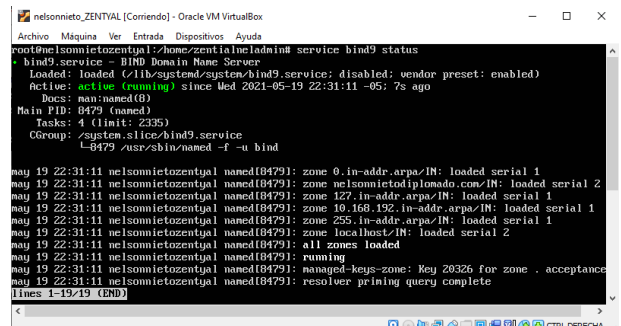 nelsonnieto_ZENTYAL [Corriendo] - Oracle VM VirtualBox
Archivo Máquina Ver Entrada Dispositivos Ayuda
root@nelsonnietozentyal:/home/zentialneladmin# service bind9 status
• bind9.service - BIND Domain Name Server
Loaded: loaded (/lib/systemd/system/bind9.service; disabled; vendor preset: enabled)
Active: active (running) since Wed 2021-05-19 22:31:11 -05; 7s ago
Docs: man:named(8)
Main PID: 8479 (named)
Tasks: 4 (limit: 2335)
CGroup: /system.slice/bind9.service
└─8479 /usr/sbin/named -f -u bind
may 19 22:31:11 nelsonnietozentyal named[8479]: zone 0.in-addr.arpa/IN: loaded serial 1
may 19 22:31:11 nelsonnietozentyal named[8479]: zone nelsonnietodiplomado.com/IN: loaded serial 2
may 19 22:31:11 nelsonnietozentyal named[8479]: zone 127.in-addr.arpa/IN: loaded serial 1
may 19 22:31:11 nelsonnietozentyal named[8479]: zone 10.168.192.in-addr.arpa/IN: loaded serial 1
may 19 22:31:11 nelsonnietozentyal named[8479]: zone 255.in-addr.arpa/IN: loaded serial 1
may 19 22:31:11 nelsonnietozentyal named[8479]: zone localhost/IN: loaded serial 2
may 19 22:31:11 nelsonnietozentyal named[8479]: all zones loaded
may 19 22:31:11 nelsonnietozentyal named[8479]: running
may 19 22:31:11 nelsonnietozentyal named[8479]: managed-keys-zone: Key 20326 for zone . acceptance
may 19 22:31:11 nelsonnietozentyal named[8479]: resolver priming query complete
lines 1-19/19 (END)
CTRL DERECHA